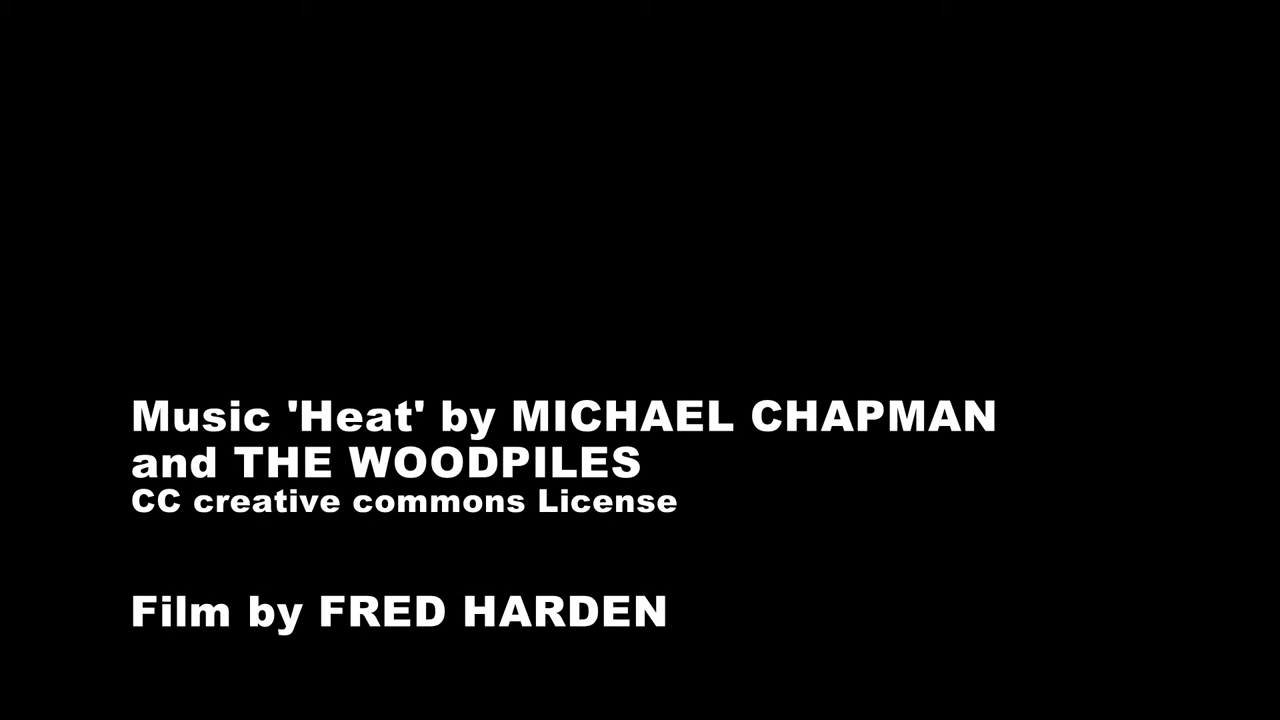 Music 'Heat' by MICHAEL CHAPMAN
and THE WOODPILES
CC creative commons License
Film by FRED HARDEN